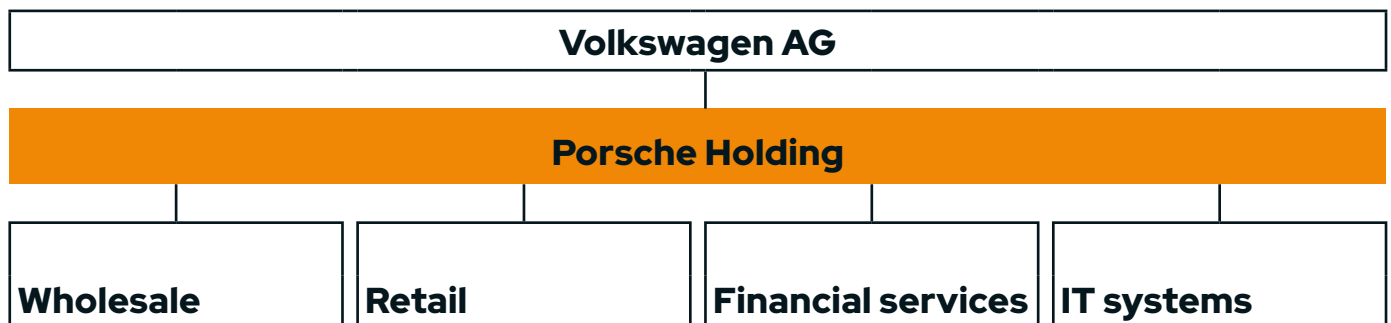 Volkswagen AG
Porsche Holding
Wholesale
Retail
Financial services
IT systems